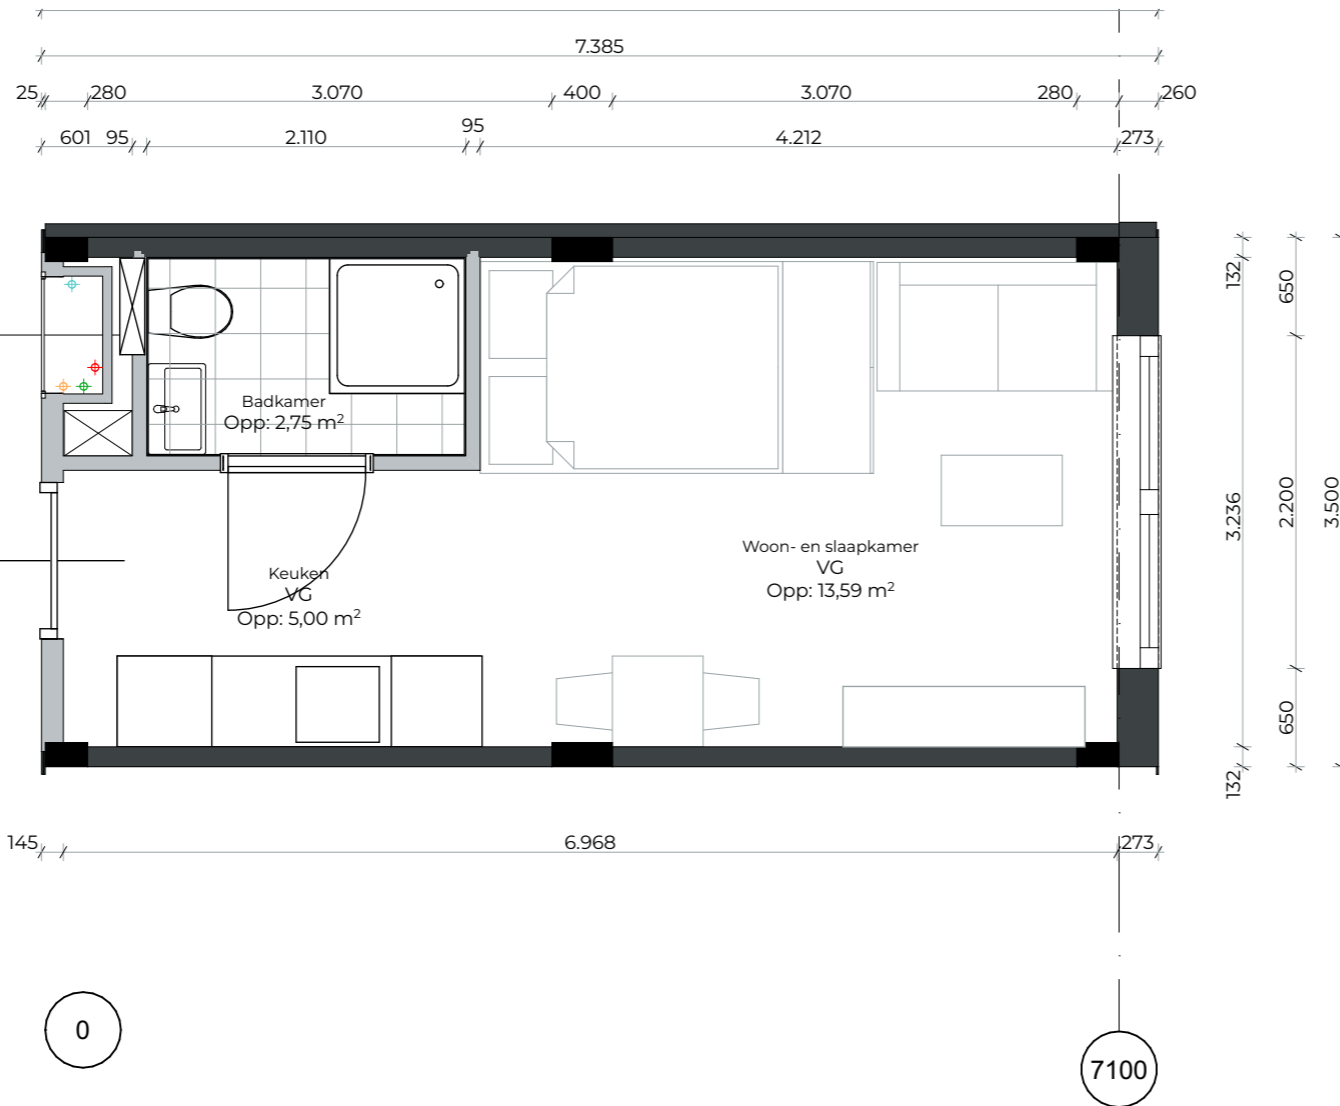 7.385
25 280 3.070 400 3.070 280 260
601 95 2.110 95 4.212 273
132 650
Badkamer
Opp: 2,75 m²
3.236 2.200 3.500
Woon- en slaapkamer
VG
Opp: 13,59 m²
Keuken
VG
Opp: 5,00 m²
650
132
145 6.968 273
0
7100